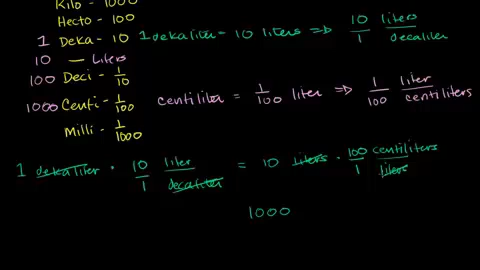 Kilo - 1000
Hecto - 100
1 Deka - 10 1 dekaliter = 10 liters ⇒ 10/1 liters/decaliter
10 — Liters
100 Deci - 1/10
1000 Centi - 1/100 centiliter = 1/100 liter ⇒ 1/100 liter/centiliters
Milli - 1/1000
1 dekaliter · 10/1 liter/decaliter = 10 liters · 100/1 centiliters/liters
1000